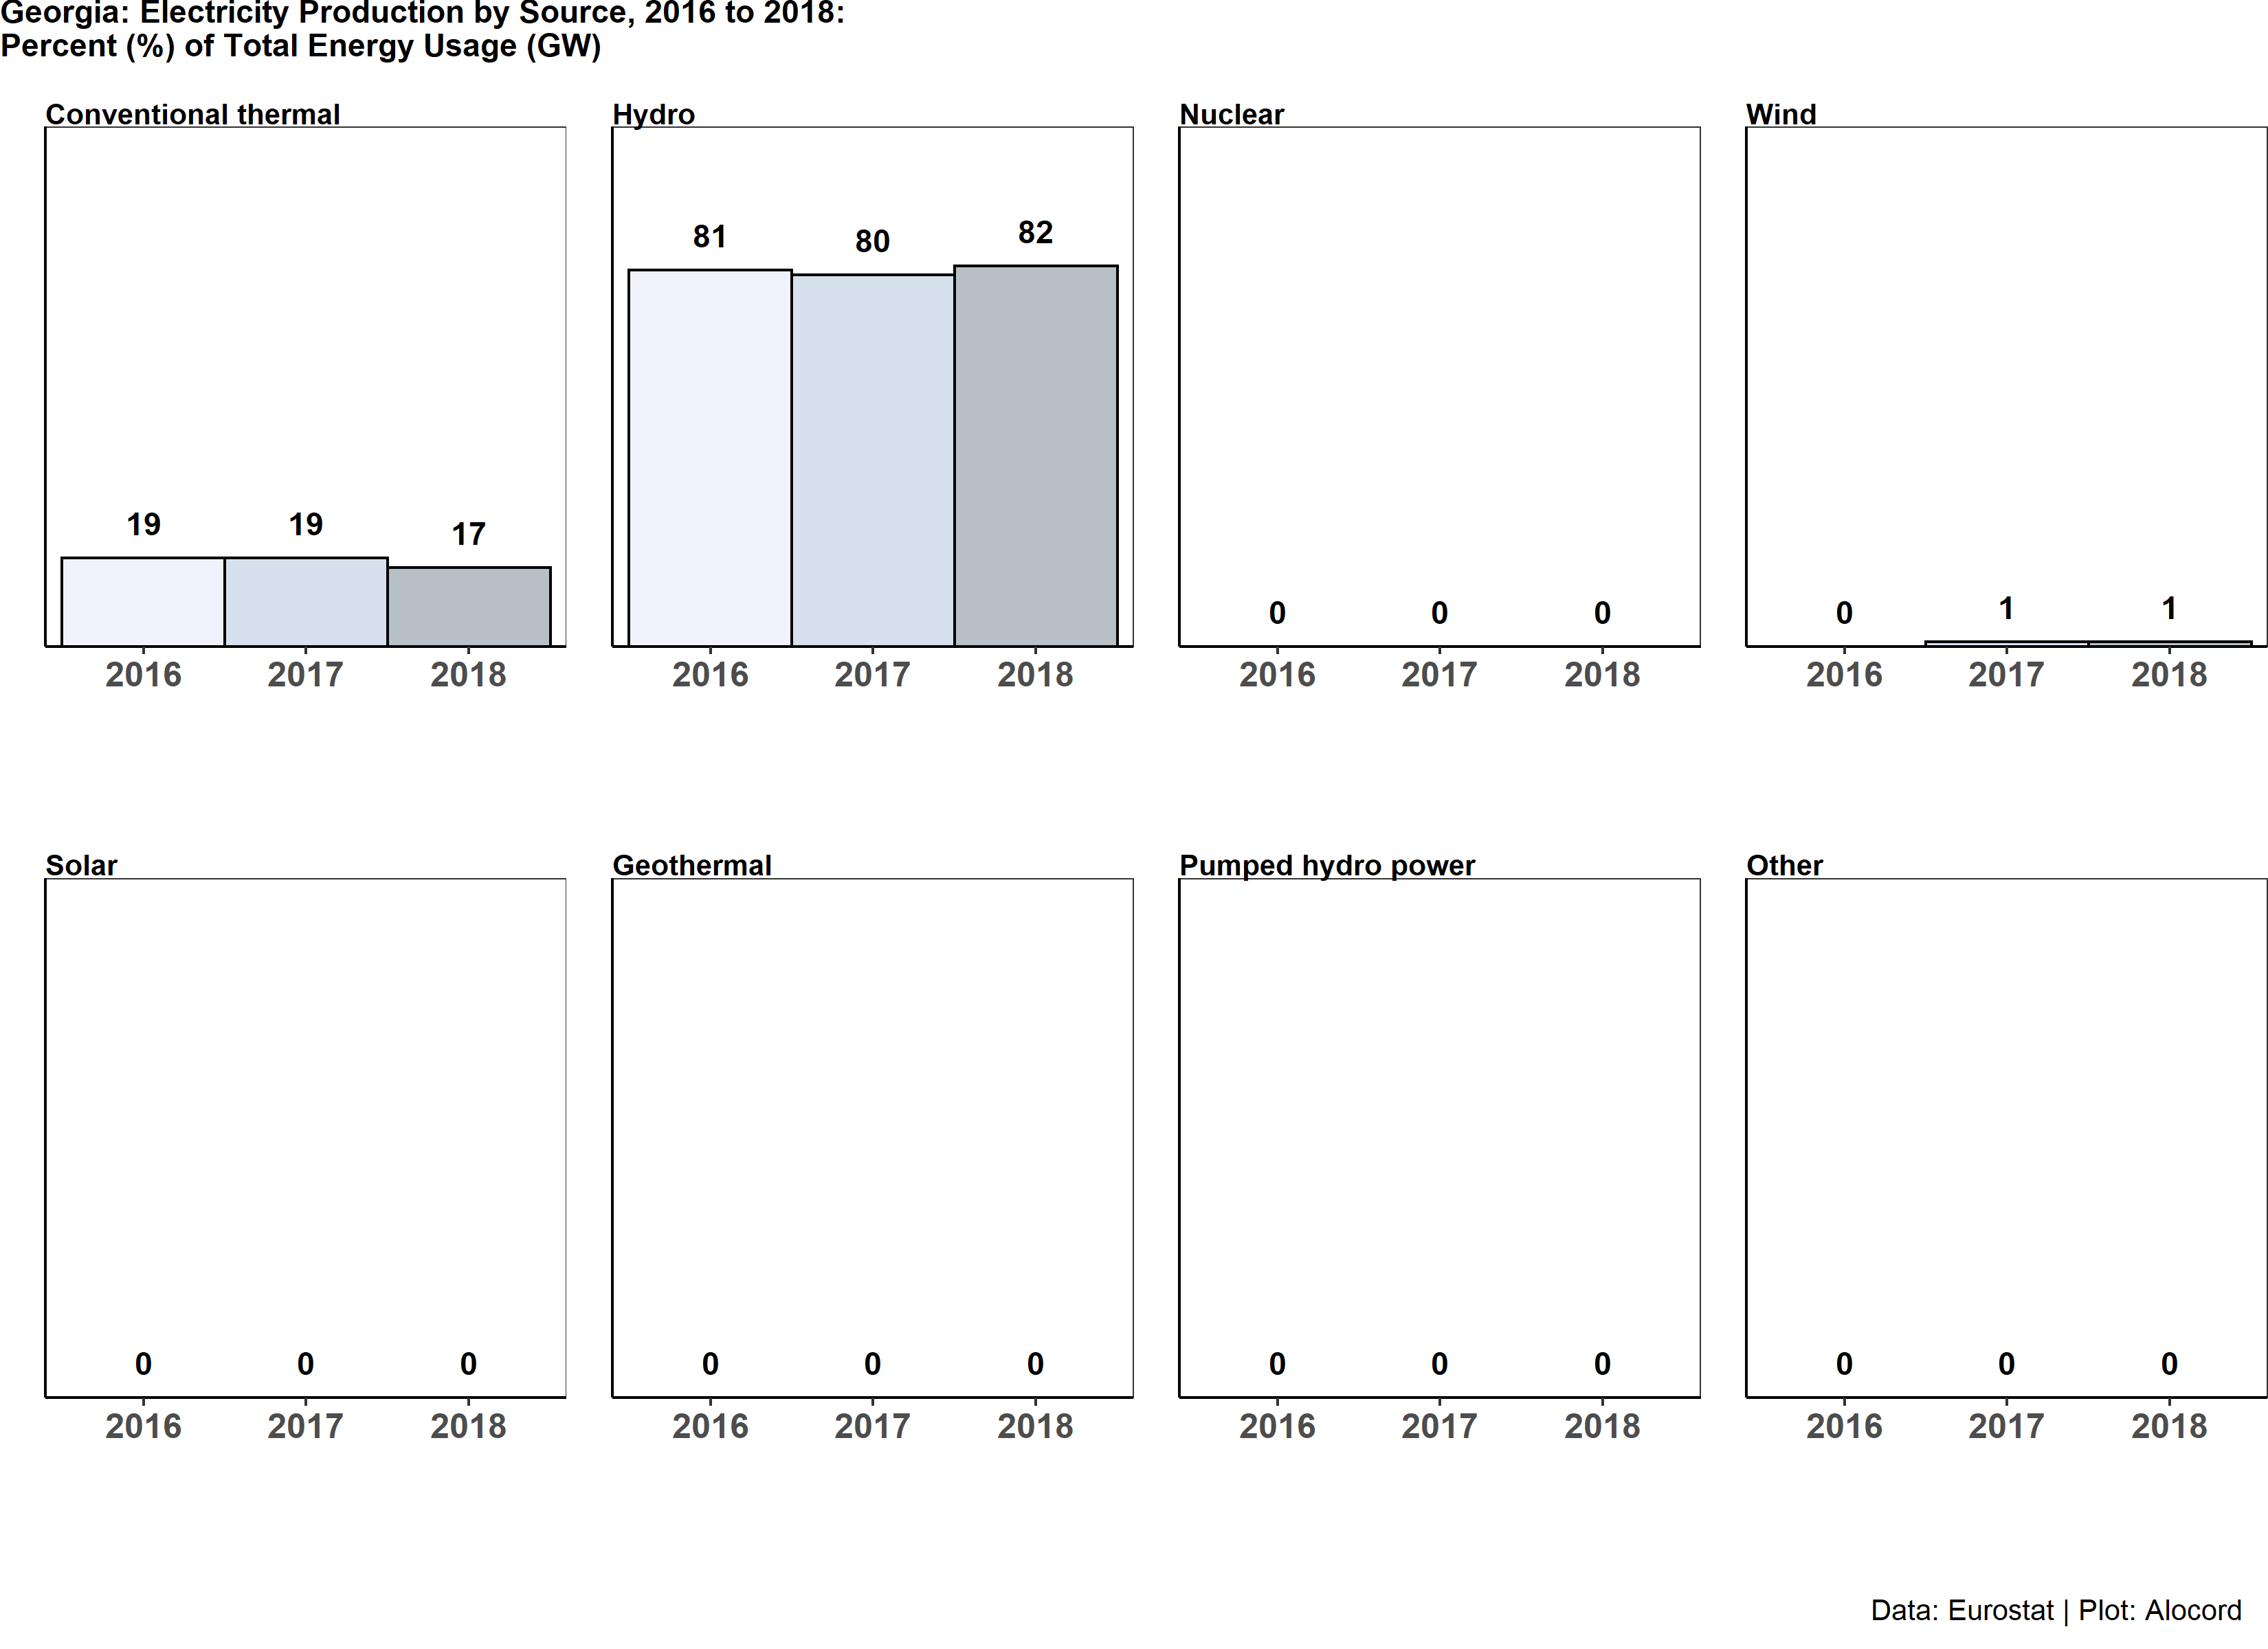 Georgia: Electricity Production by Source, 2016 to 2018:
Percent (%) of Total Energy Usage (GW)
Conventional thermal
19 19 17
2016 2017 2018
Hydro
81 80 82
2016 2017 2018
Nuclear
0 0 0
2016 2017 2018
Wind
0 1 1
2016 2017 2018
Solar
0 0 0
2016 2017 2018
Geothermal
0 0 0
2016 2017 2018
Pumped hydro power
0 0 0
2016 2017 2018
Other
0 0 0
2016 2017 2018
Data: Eurostat | Plot: Alocord